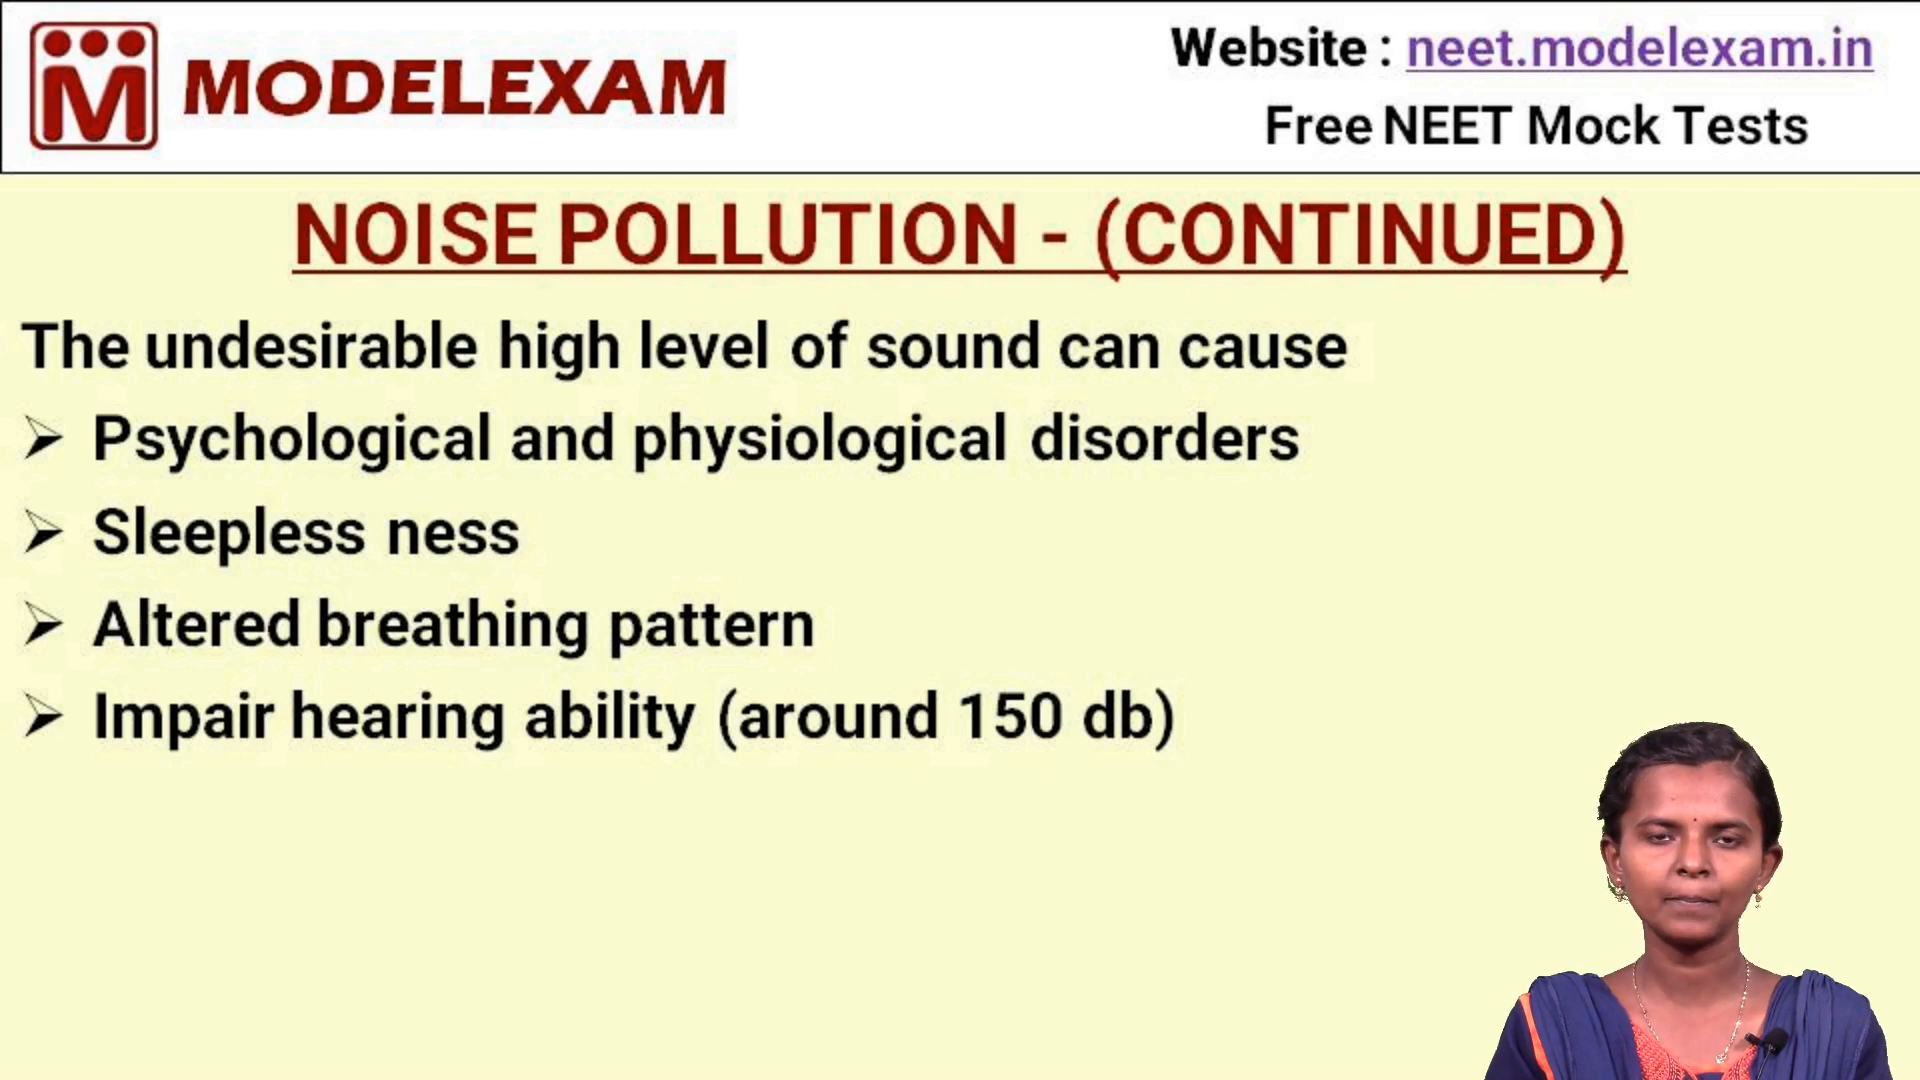 MODELEXAM
Website : neet.modelexam.in
Free NEET Mock Tests
NOISE POLLUTION - (CONTINUED)
The undesirable high level of sound can cause
➢ Psychological and physiological disorders
➢ Sleepless ness
➢ Altered breathing pattern
➢ Impair hearing ability (around 150 db)